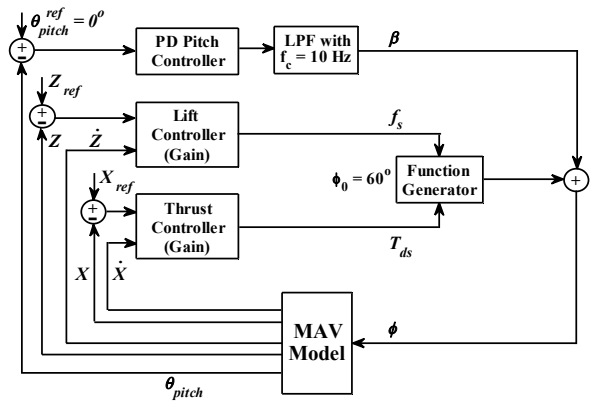 θ_pitch^ref = 0°
+
−
PD Pitch
Controller
LPF with
f_c = 10 Hz
β
Z_ref
+
−
Z
Ż
Lift
Controller
(Gain)
f_s
X_ref
+
−
Thrust
Controller
(Gain)
ϕ_0 = 60°
Function
Generator
+
T_ds
X
Ẋ
MAV
Model
ϕ
θ_pitch